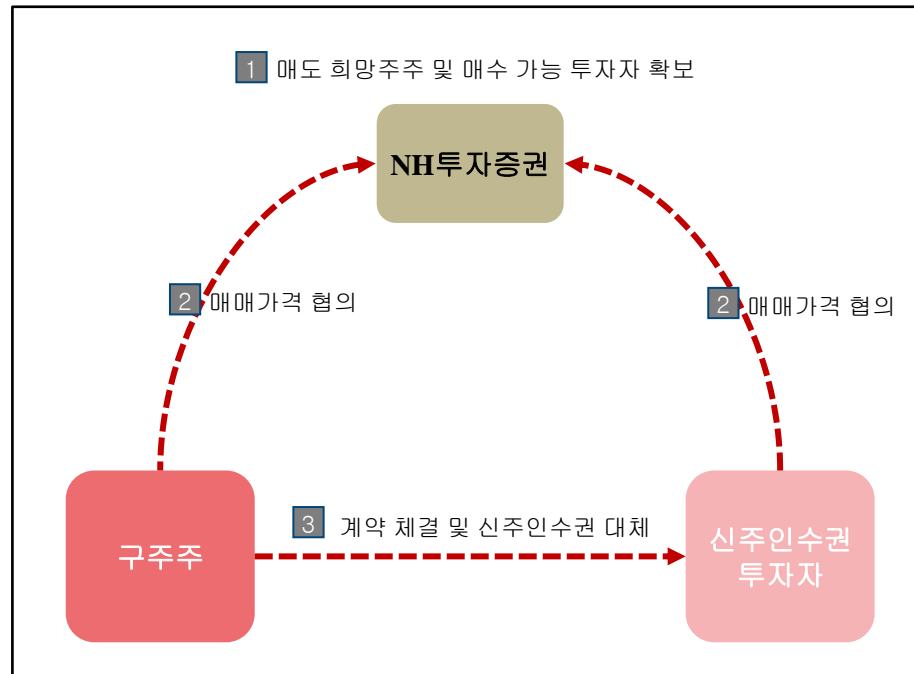 1 매도 희망주주 및 매수 가능 투자자 확보
NH투자증권
2 매매가격 협의
2 매매가격 협의
3 계약 체결 및 신주인수권 대체
구주주
신주인수권
투자자